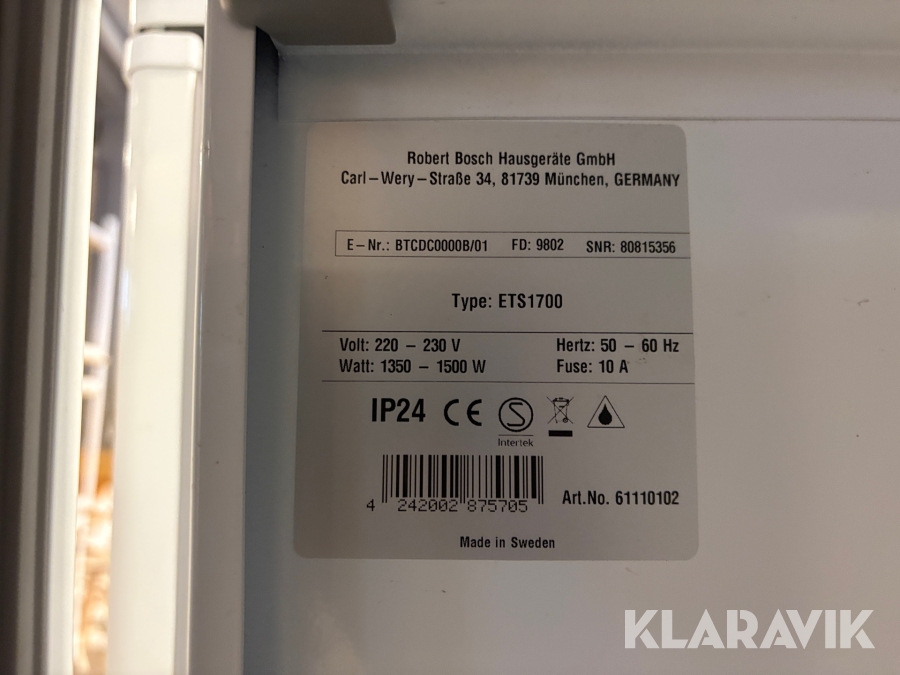 Robert Bosch Hausgeräte GmbH
Carl-Wery-Straße 34, 81739 München, GERMANY
E-Nr.: BTCDC0000B/01 FD: 9802 SNR: 80815356
Type: ETS1700
Volt: 220 - 230 V Hertz: 50 - 60 Hz
Watt: 1350 - 1500 W Fuse: 10 A
IP24 CE S
Intertek
4 242002 875705 Art.No. 61110102
Made in Sweden
KLARAVIK